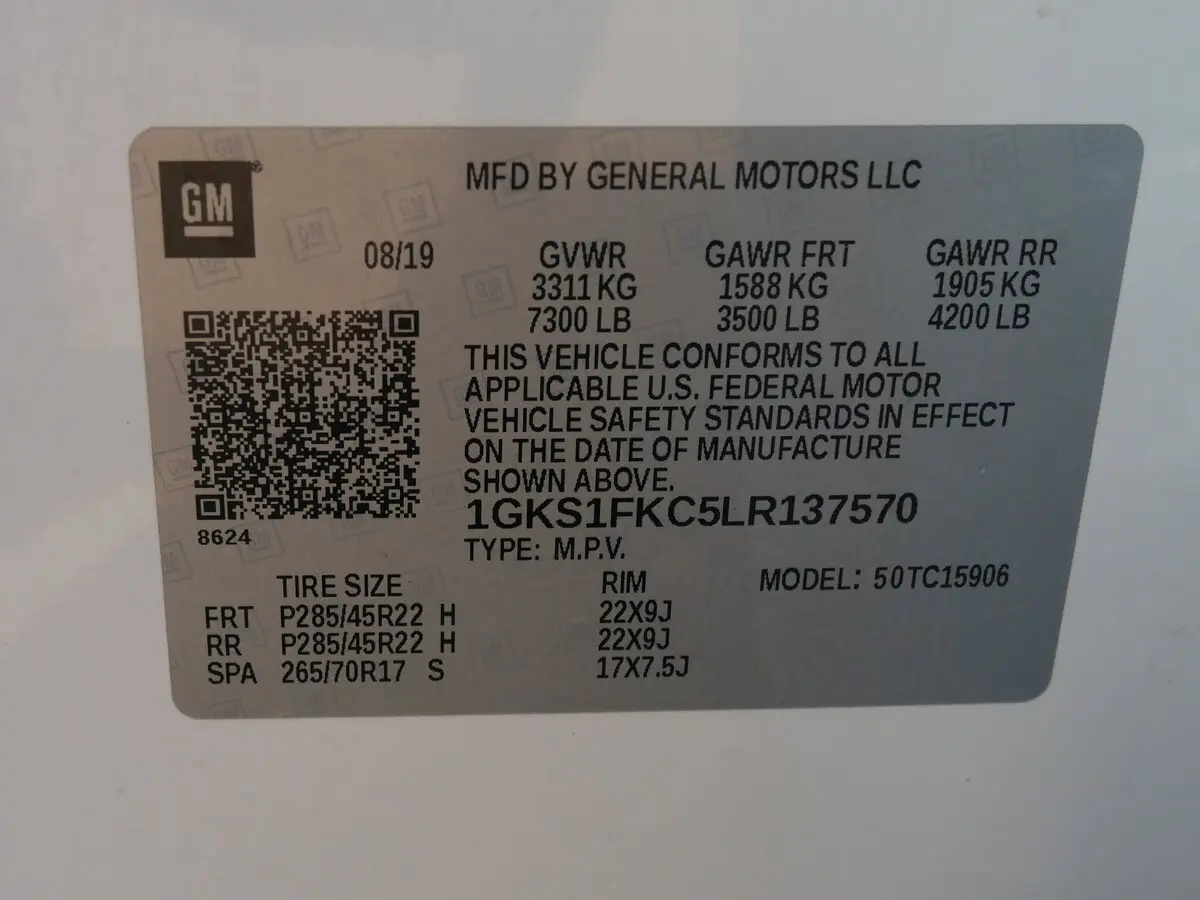 GM
MFD BY GENERAL MOTORS LLC
08/19
GVWR GAWR FRT GAWR RR
3311 KG 1588 KG 1905 KG
7300 LB 3500 LB 4200 LB
THIS VEHICLE CONFORMS TO ALL
APPLICABLE U.S. FEDERAL MOTOR
VEHICLE SAFETY STANDARDS IN EFFECT
ON THE DATE OF MANUFACTURE
SHOWN ABOVE.
1GKS1FKC5LR137570
8624
TYPE: M.P.V.
TIRE SIZE RIM MODEL: 50TC15906
FRT P285/45R22 H 22X9J
RR P285/45R22 H 22X9J
SPA 265/70R17 S 17X7.5J